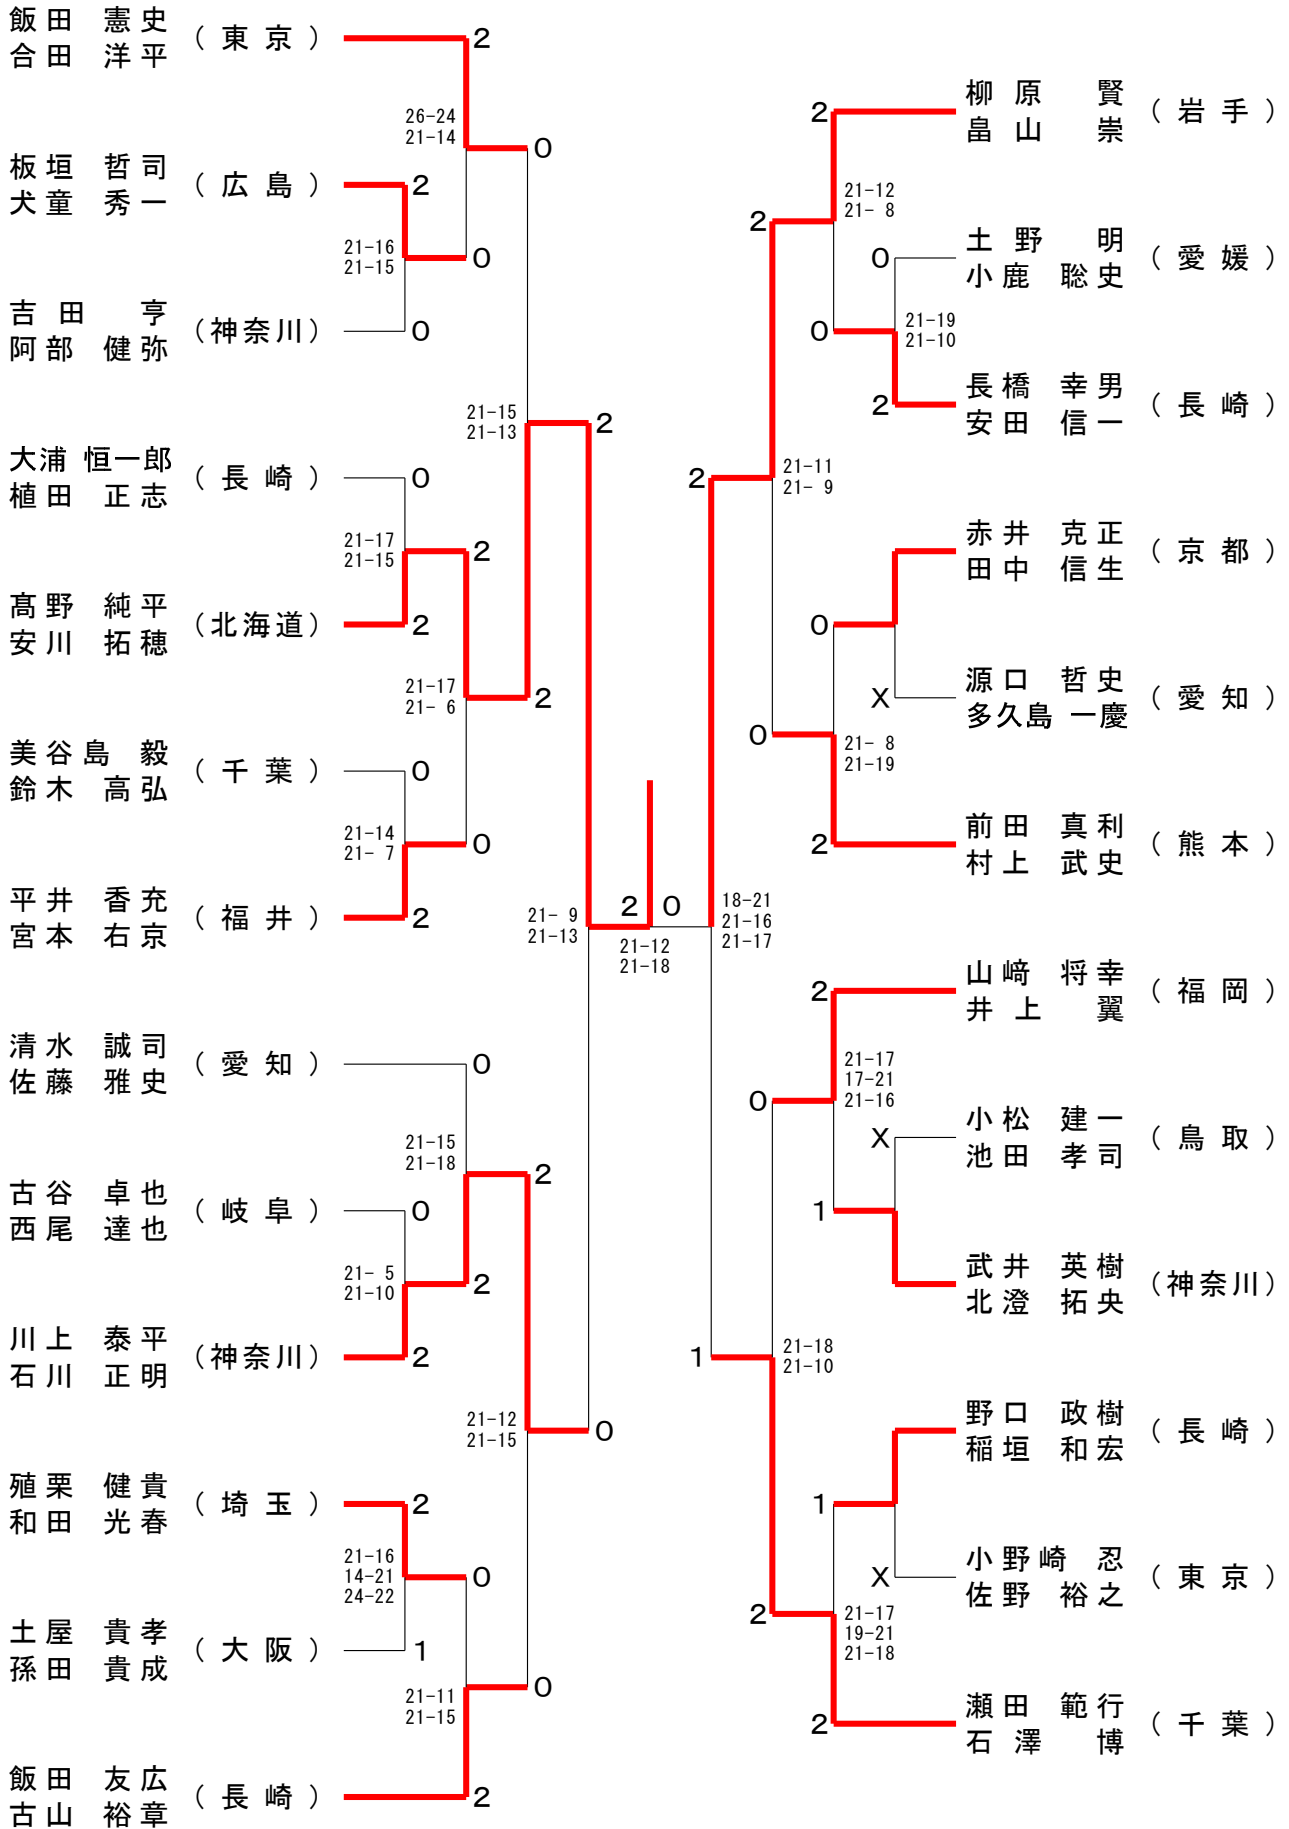 飯田 憲史
合田 洋平
(東京)
2
26-24
21-14
0
板垣 哲司
犬童 秀一
(広島)
2
21-16
21-15
0
吉田 亨
阿部 健弥
(神奈川)
0
21-15
21-13
2
大浦 恒一郎
植田 正志
(長崎)
0
21-17
21-15
2
髙野 純平
安川 拓穂
(北海道)
2
21-17
21- 6
2
美谷島 毅
鈴木 高弘
(千葉)
0
21-14
21- 7
0
平井 香充
宮本 右京
(福井)
2
21- 9
21-13
2
0
21-12
21-18
清水 誠司
佐藤 雅史
(愛知)
0
21-15
21-18
2
古谷 卓也
西尾 達也
(岐阜)
0
21- 5
21-10
2
川上 泰平
石川 正明
(神奈川)
2
21-12
21-15
0
殖栗 健貴
和田 光春
(埼玉)
2
21-16
14-21
24-22
0
土屋 貴孝
孫田 貴成
(大阪)
1
21-11
21-15
0
飯田 友広
古山 裕章
(長崎)
2
2
柳原 賢
畠山 崇
(岩手)
2
21-12
21- 8
0
土野 明
小鹿 聡史
(愛媛)
0
21-19
21-10
2
長橋 幸男
安田 信一
(長崎)
2
21-11
21- 9
赤井 克正
田中 信生
(京都)
0
X
源口 哲史
多久島 一慶
(愛知)
0
21- 8
21-19
2
前田 真利
村上 武史
(熊本)
18-21
21-16
21-17
2
山﨑 将幸
井上 翼
(福岡)
0
21-17
17-21
21-16
X
小松 建一
池田 孝司
(鳥取)
1
武井 英樹
北澄 拓央
(神奈川)
1
21-18
21-10
野口 政樹
稲垣 和宏
(長崎)
1
X
小野崎 忍
佐野 裕之
(東京)
2
21-17
19-21
21-18
2
瀬田 範行
石澤 博
(千葉)